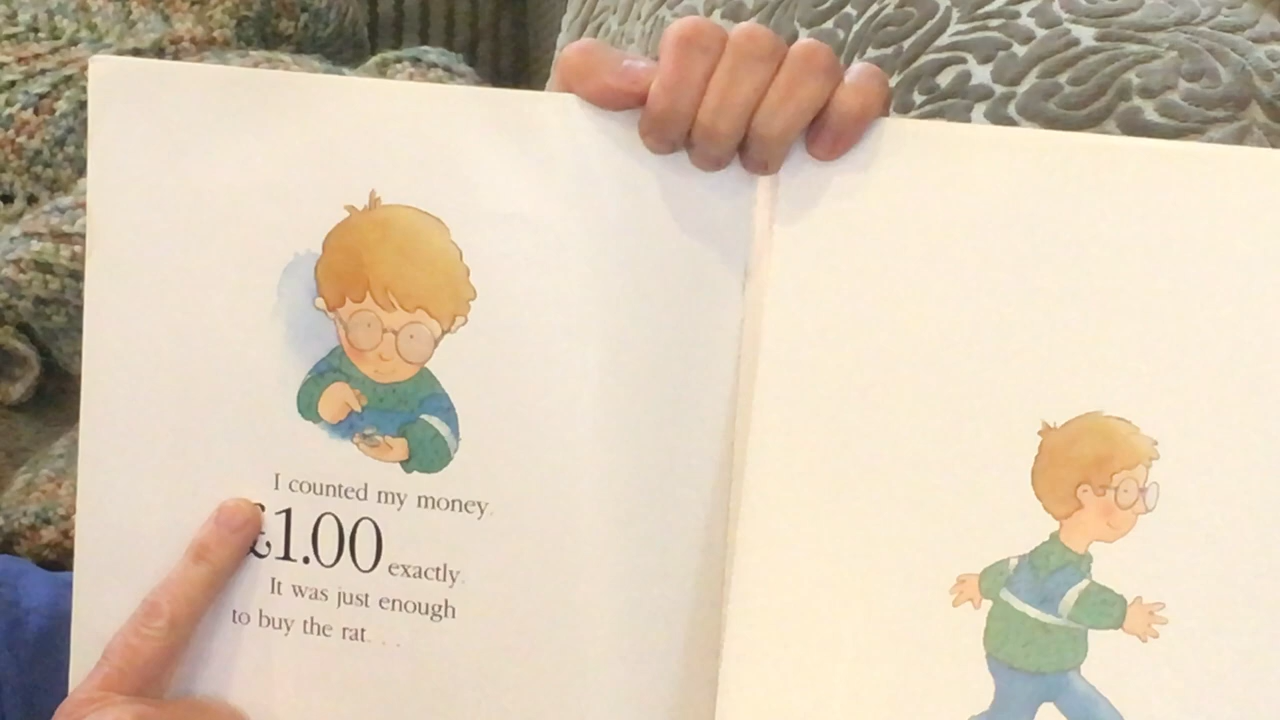 I counted my money.
£1.00 exactly.
It was just enough
to buy the rat. . . .